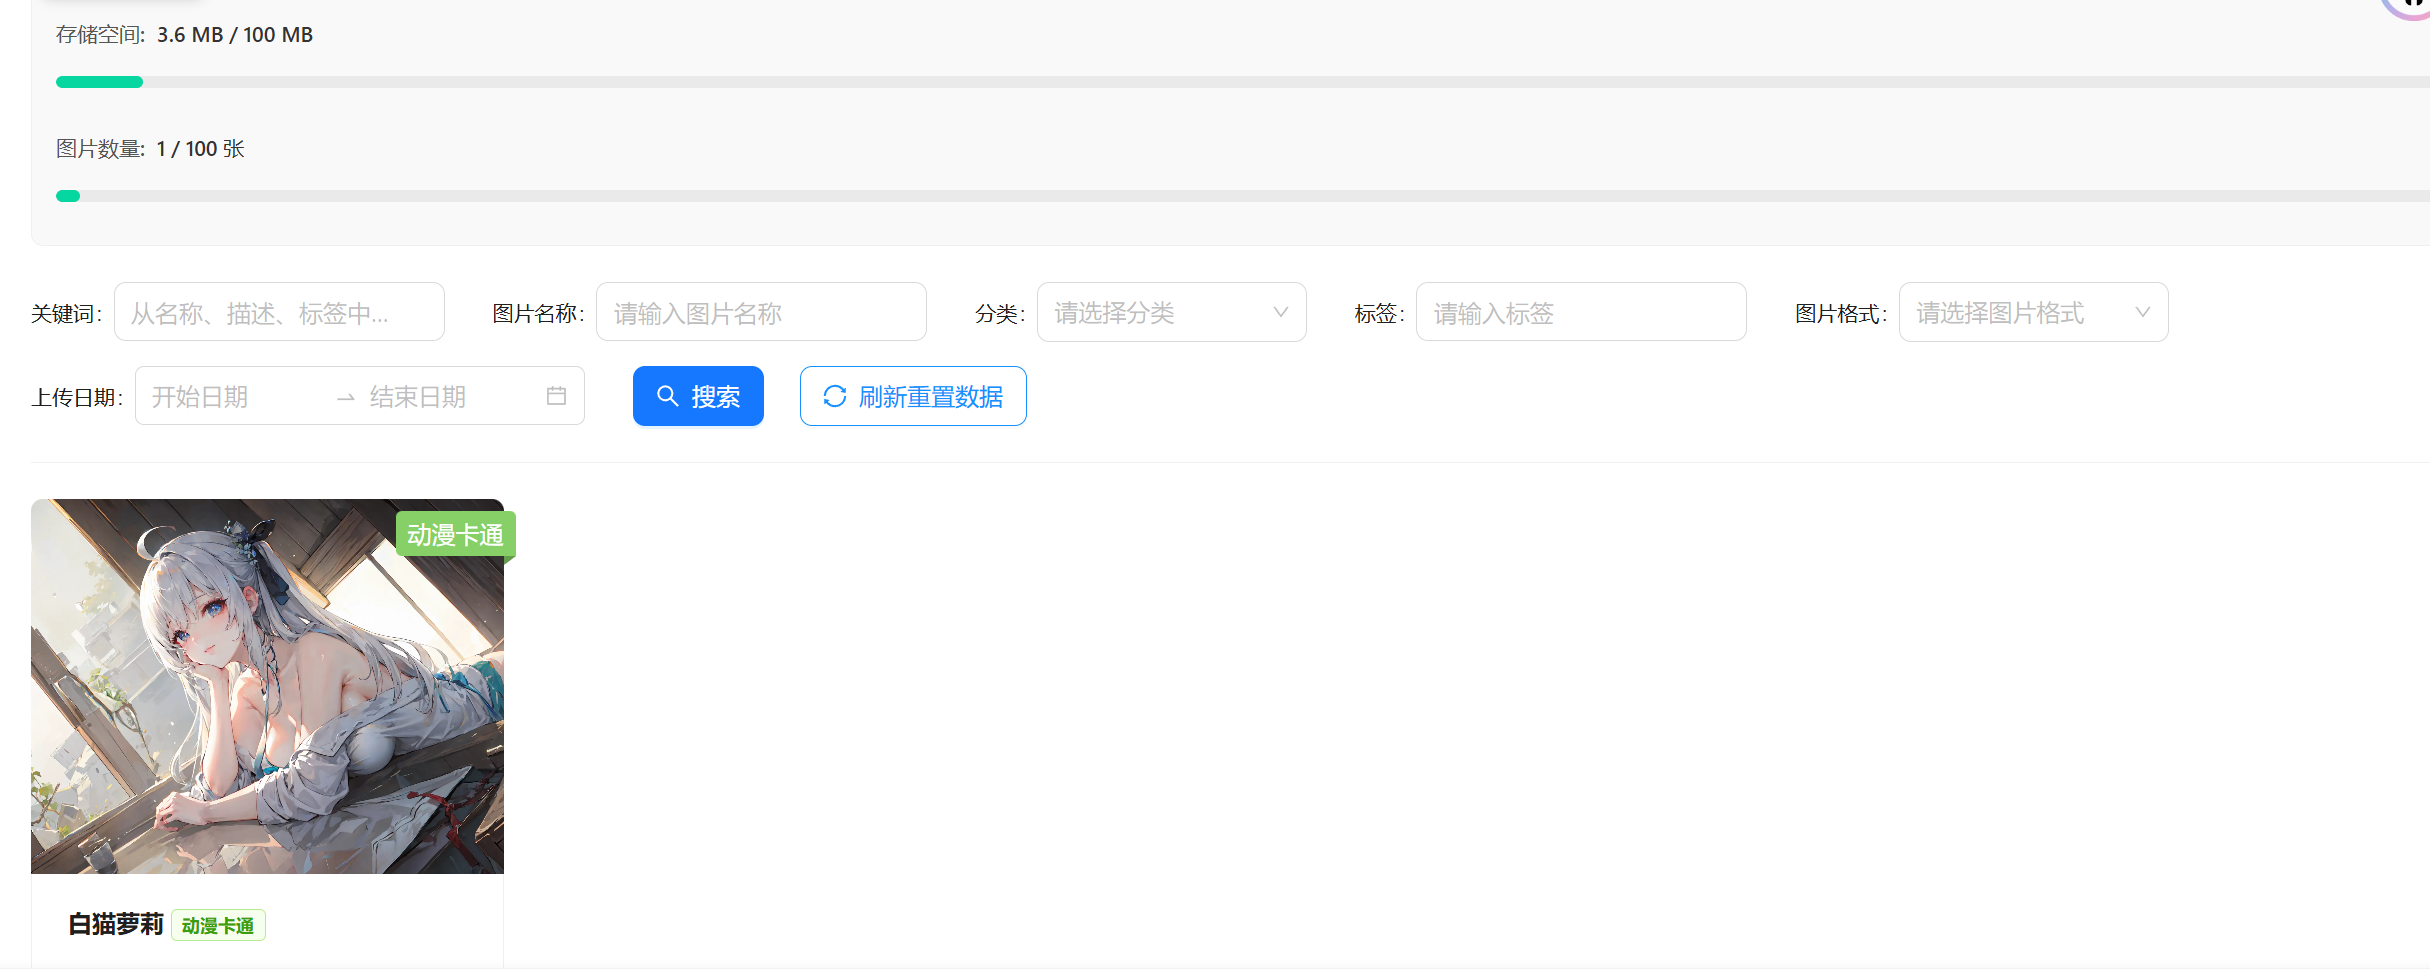 存储空间: 3.6 MB / 100 MB
图片数量: 1 / 100 张
关键词: 从名称、描述、标签中... 图片名称: 请输入图片名称 分类: 请选择分类 标签: 请输入标签 图片格式: 请选择图片格式
上传日期: 开始日期 → 结束日期 搜索 刷新重置数据
动漫卡通
白猫萝莉 动漫卡通